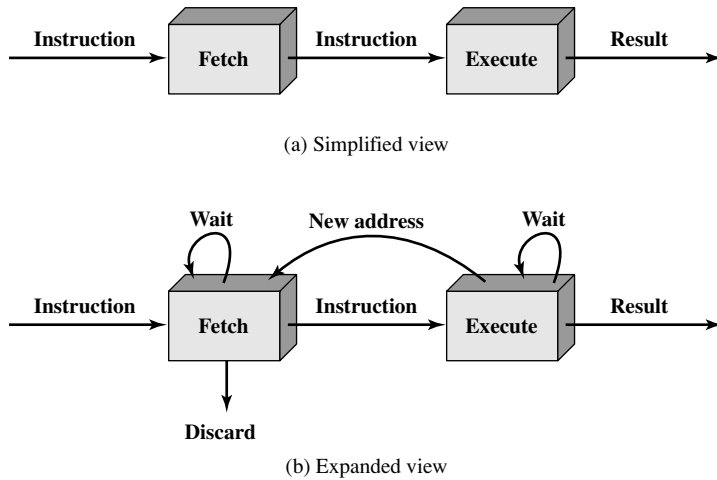 Instruction Fetch Instruction Execute Result
(a) Simplified view
Wait New address Wait
Instruction Fetch Instruction Execute Result
Discard
(b) Expanded view